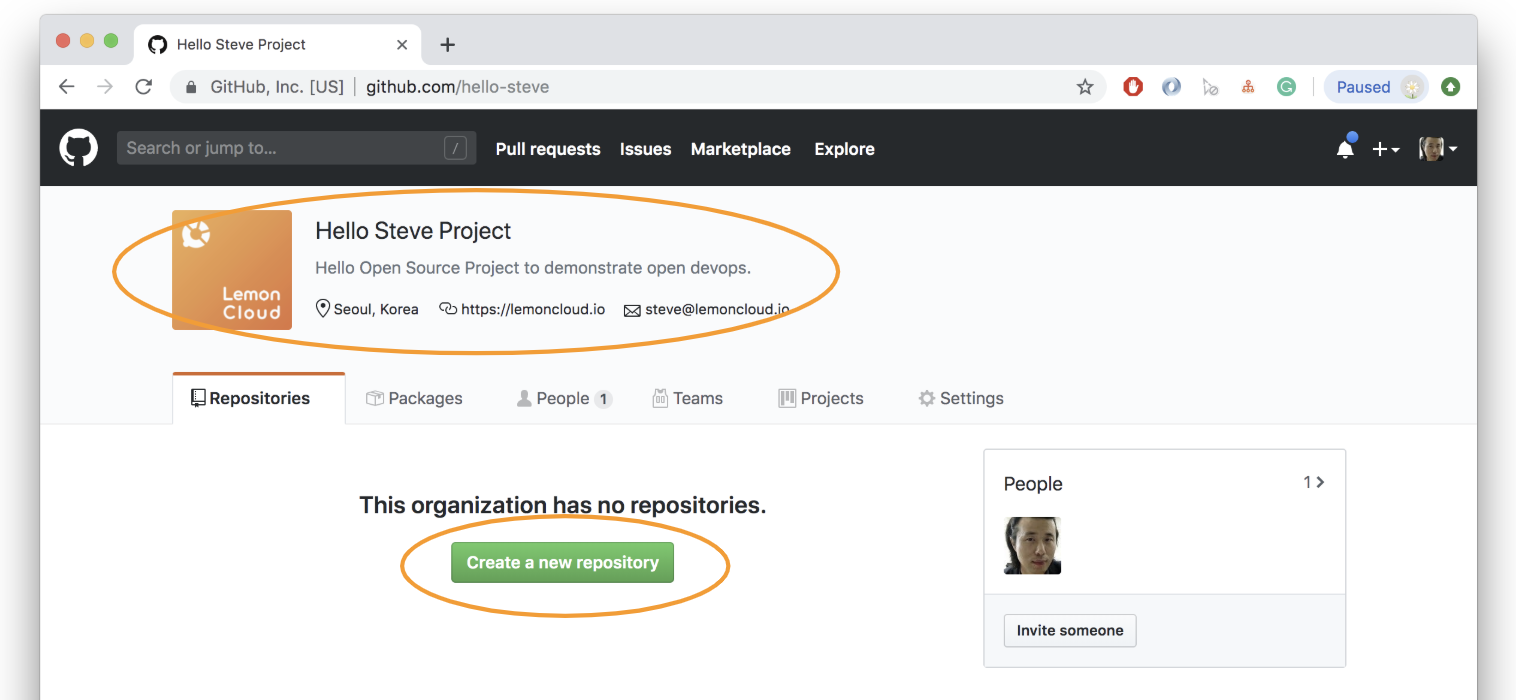 Hello Steve Project
GitHub, Inc. [US] | github.com/hello-steve
Paused
Search or jump to... /
Pull requests Issues Marketplace Explore
Lemon
Cloud
Hello Steve Project
Hello Open Source Project to demonstrate open devops.
Seoul, Korea https://lemoncloud.io steve@lemoncloud.io
Repositories Packages People 1 Teams Projects Settings
This organization has no repositories.
Create a new repository
People 1
Invite someone